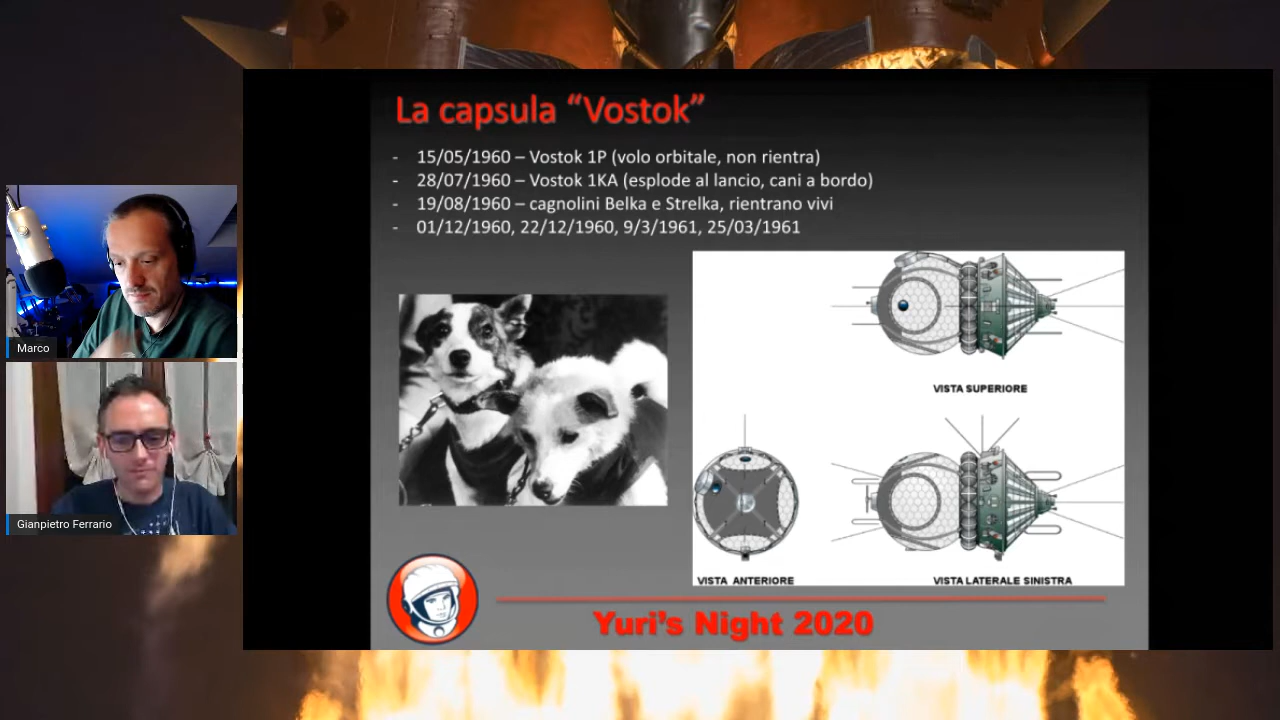 La capsula “Vostok”
- 15/05/1960 – Vostok 1P (volo orbitale, non rientra)
- 28/07/1960 – Vostok 1KA (esplode al lancio, cani a bordo)
- 19/08/1960 – cagnolini Belka e Strelka, rientrano vivi
- 01/12/1960, 22/12/1960, 9/3/1961, 25/03/1961
Marco
Gianpietro Ferrario
VISTA SUPERIORE
VISTA ANTERIORE
VISTA LATERALE SINISTRA
Yuri's Night 2020